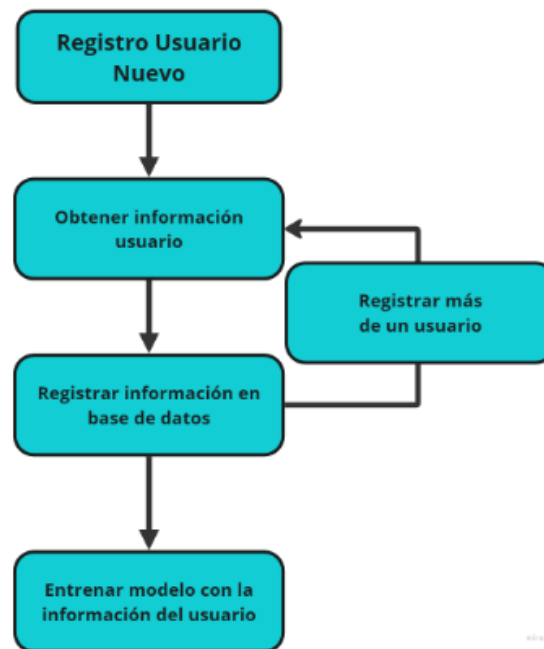 Registro Usuario
Nuevo
Obtener información
usuario
Registrar más
de un usuario
Registrar información en
base de datos
Entrenar modelo con la
información del usuario
miro